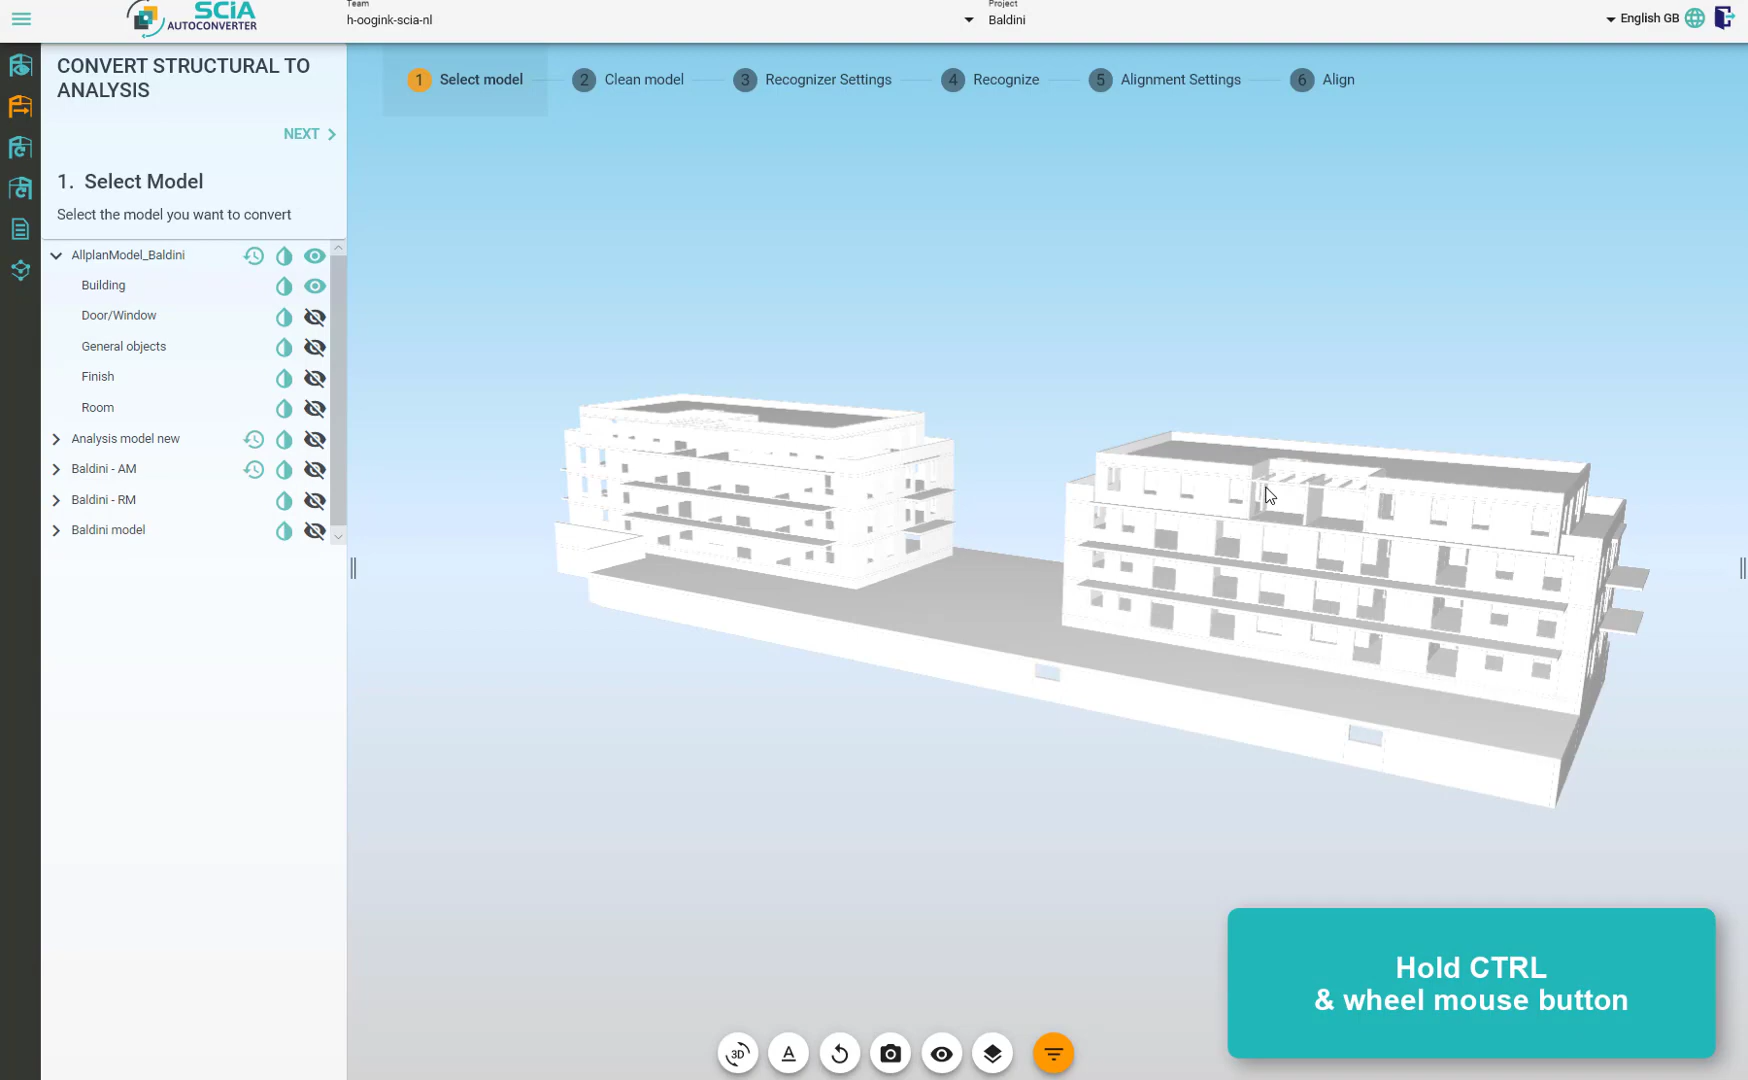 SCiA
AUTOCONVERTER
Team
h-oogink-scia-nl
Project
Baldini
English GB
CONVERT STRUCTURAL TO
ANALYSIS
NEXT
1. Select Model
Select the model you want to convert
AllplanModel_Baldini
Building
Door/Window
General objects
Finish
Room
Analysis model new
Baldini - AM
Baldini - RM
Baldini model
1 Select model
2 Clean model
3 Recognizer Settings
4 Recognize
5 Alignment Settings
6 Align
Hold CTRL
& wheel mouse button
3D
A